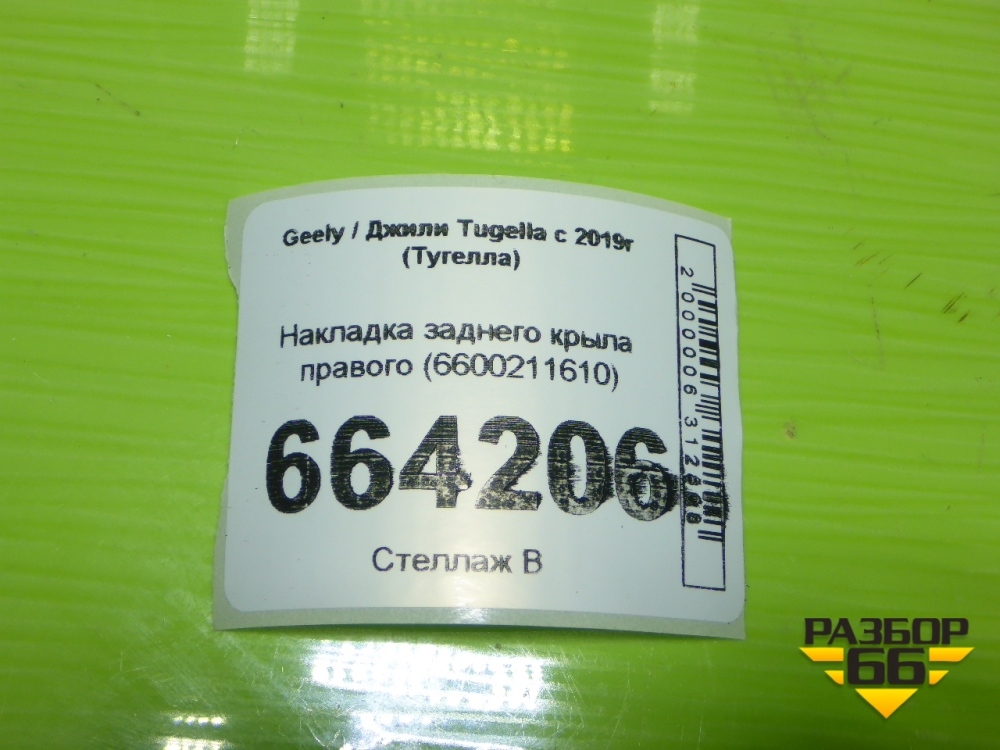 Geely / Джили Tugella с 2019г
(Тугелла)
Накладка заднего крыла
правого (6600211610)
664206
Стеллаж В
РАЗБОР
66